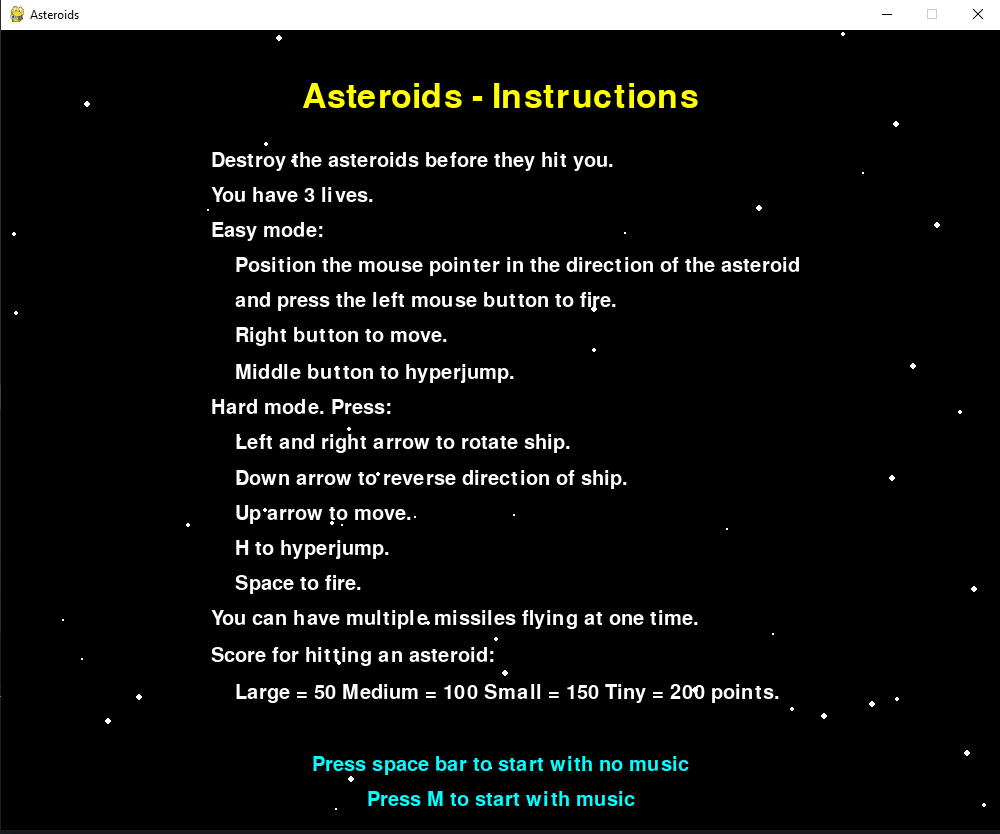 Asteroids
Asteroids - Instructions
Destroy the asteroids before they hit you.
You have 3 lives.
Easy mode:
Position the mouse pointer in the direction of the asteroid
and press the left mouse button to fire.
Right button to move.
Middle button to hyperjump.
Hard mode. Press:
Left and right arrow to rotate ship.
Down arrow to reverse direction of ship.
Up arrow to move.
H to hyperjump.
Space to fire.
You can have multiple missiles flying at one time.
Score for hitting an asteroid:
Large = 50 Medium = 100 Small = 150 Tiny = 200 points.
Press space bar to start with no music
Press M to start with music